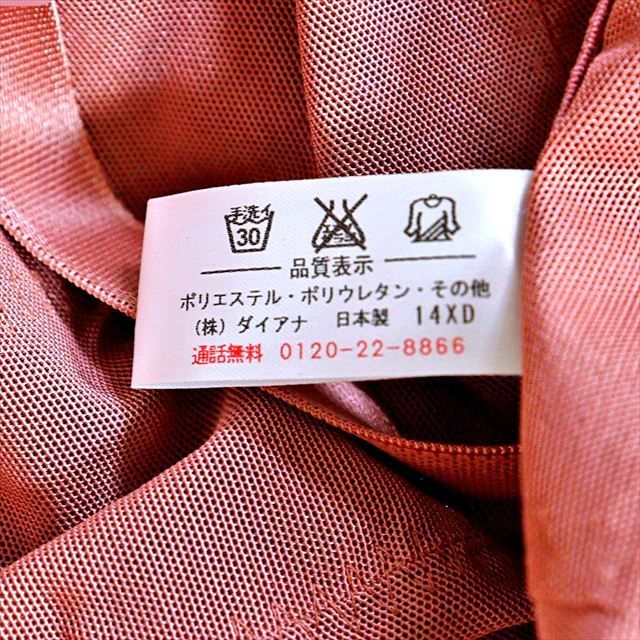 手洗イ
30
品質表示
ポリエステル・ポリウレタン・その他
(株) ダイアナ 日本製 14XD
通話無料 0120-22-8866